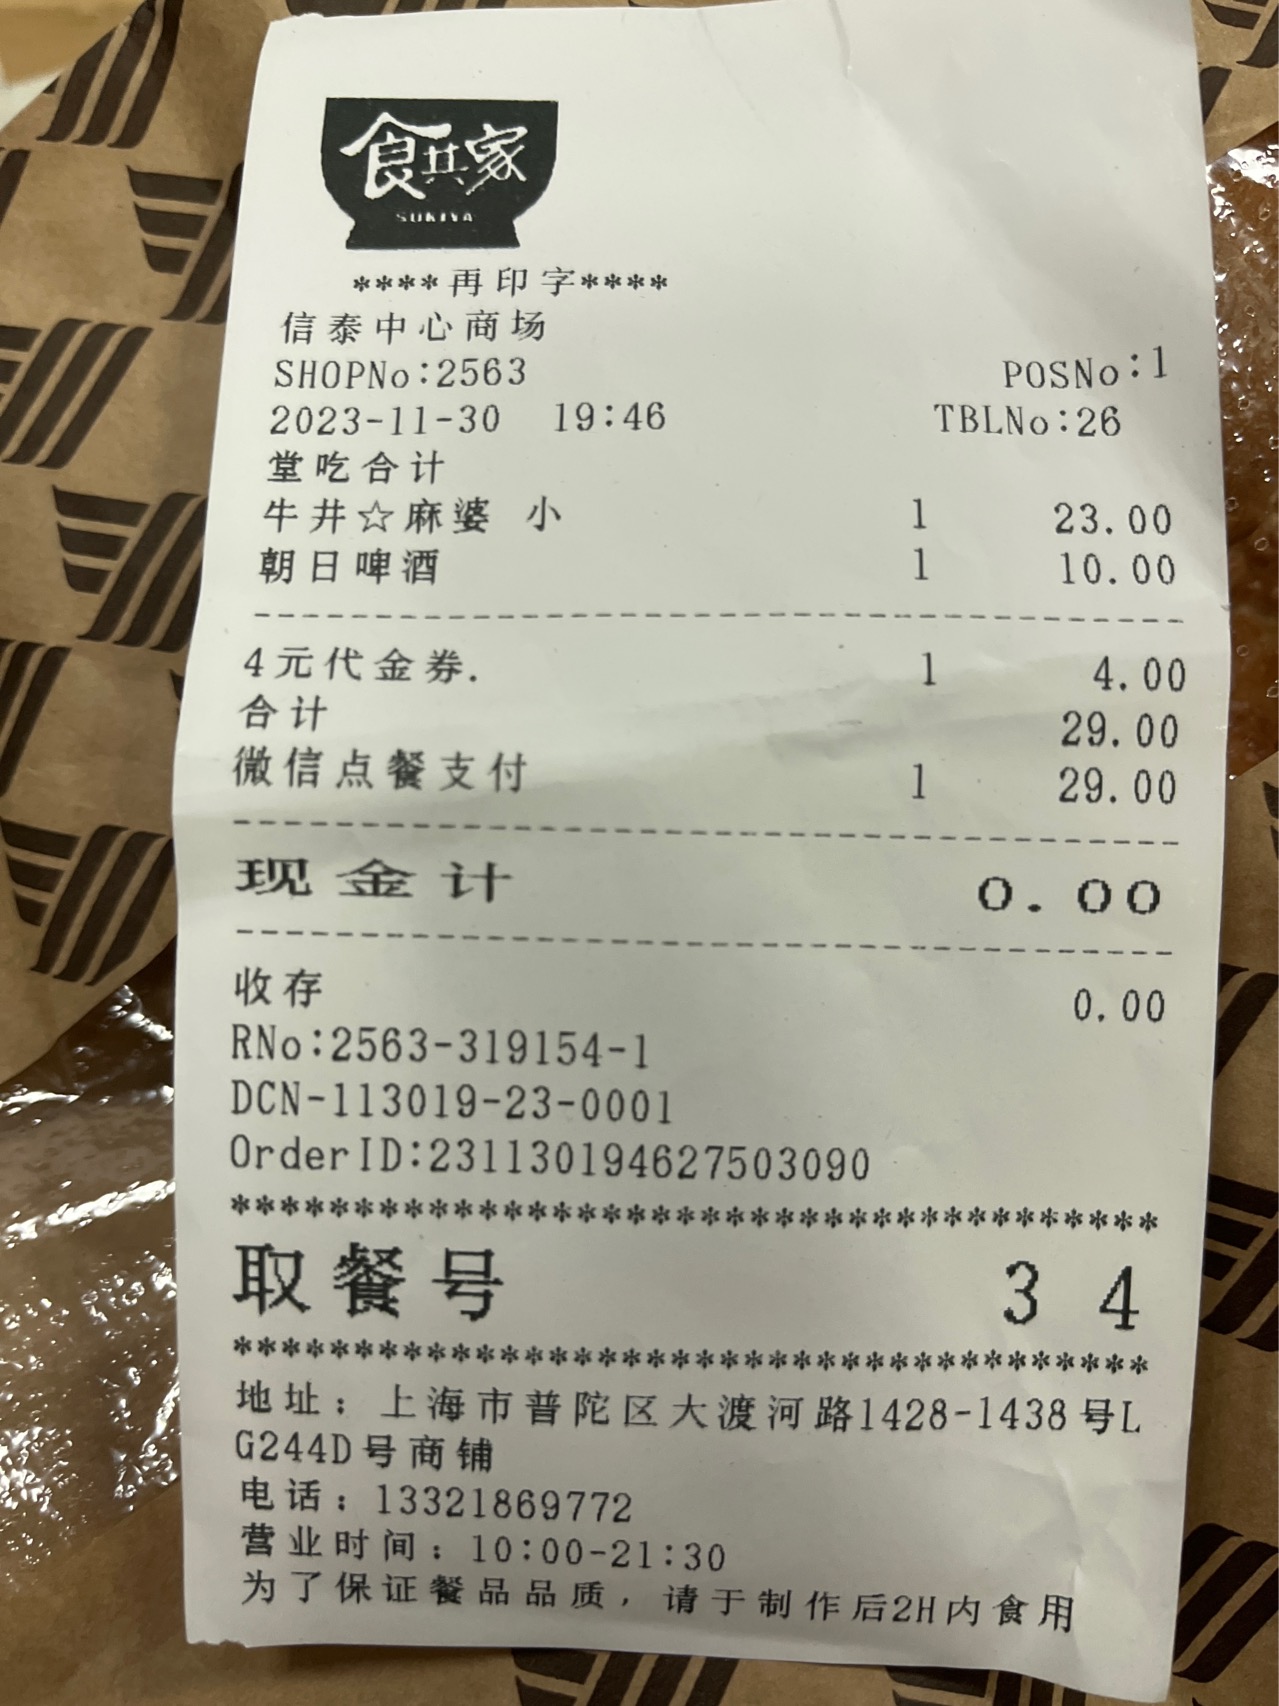 食其家
SUKIYA
****再印字****
信泰中心商场
SHOPNo:2563 POSNo:1
2023-11-30 19:46 TBLNo:26
堂吃合计
牛井☆麻婆 小 1 23.00
朝日啤酒 1 10.00
4元代金券. 1 4.00
合计 29.00
微信点餐支付 1 29.00
现金计 0.00
收存 0.00
RNo:2563-319154-1
DCN-113019-23-0001
OrderID:231130194627503090
****************************************
取餐号 34
****************************************
地址：上海市普陀区大渡河路1428-1438号L
G244D号商铺
电话：13321869772
营业时间：10:00-21:30
为了保证餐品品质，请于制作后2H内食用